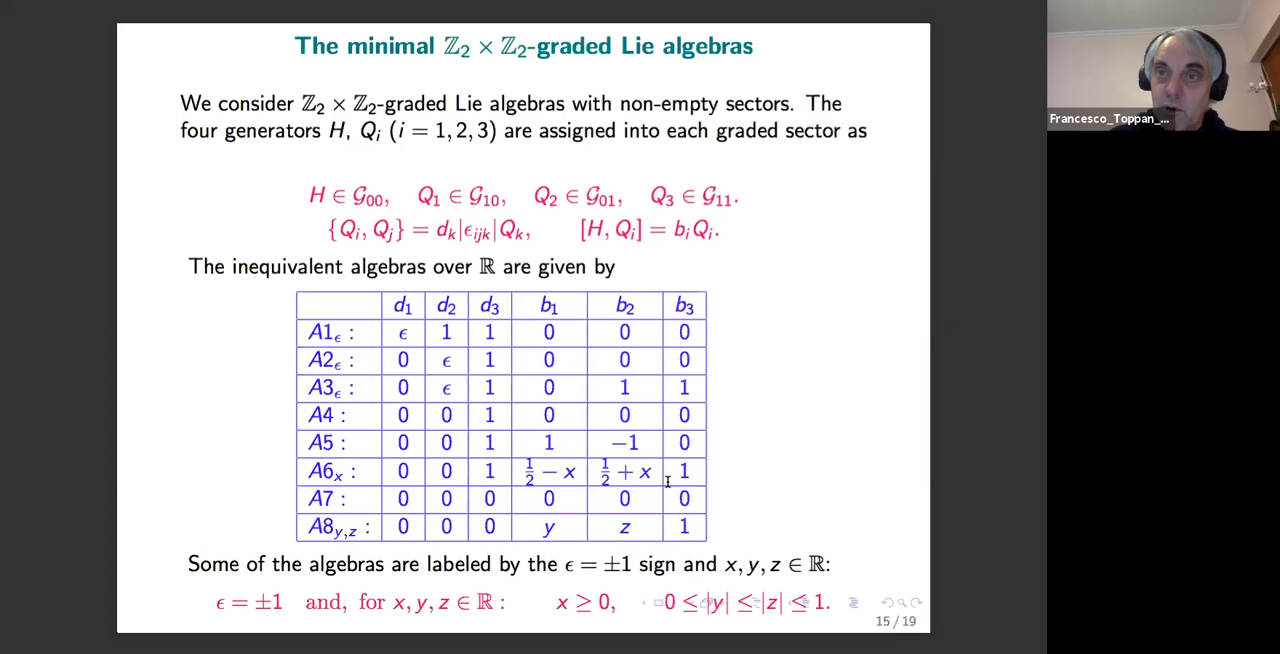 The minimal ℤ₂ × ℤ₂-graded Lie algebras
We consider ℤ₂ × ℤ₂-graded Lie algebras with non-empty sectors. The
four generators H, Qᵢ (i = 1, 2, 3) are assigned into each graded sector as
H ∈ 𝒢₀₀, Q₁ ∈ 𝒢₁₀, Q₂ ∈ 𝒢₀₁, Q₃ ∈ 𝒢₁₁.
{Qᵢ, Qⱼ} = dₖ|ϵᵢⱼₖ|Qₖ, [H, Qᵢ] = bᵢQᵢ.
The inequivalent algebras over ℝ are given by
d₁ d₂ d₃ b₁ b₂ b₃
A1_ϵ : ϵ 1 1 0 0 0
A2_ϵ : 0 ϵ 1 0 0 0
A3_ϵ : 0 ϵ 1 0 1 1
A4 : 0 0 1 0 0 0
A5 : 0 0 1 1 −1 0
A6ₓ : 0 0 1 ½ − x ½ + x 1
A7 : 0 0 0 0 0 0
A8_y,z : 0 0 0 y z 1
Some of the algebras are labeled by the ϵ = ±1 sign and x, y, z ∈ ℝ:
ϵ = ±1 and, for x, y, z ∈ ℝ : x ≥ 0, 0 ≤ |y| ≤ |z| ≤ 1.
15 / 19
Francesco_Toppan_...